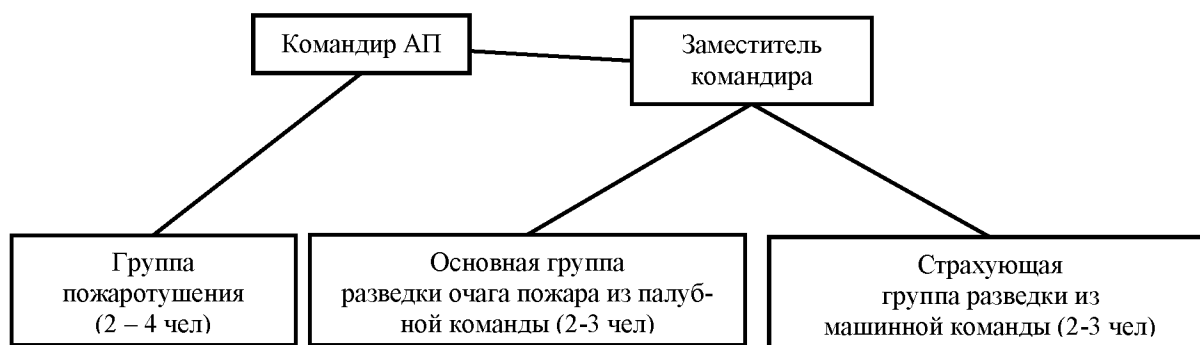 Командир АП
Заместитель
командира
Группа
пожаротушения
(2 – 4 чел)
Основная группа
разведки очага пожара из палуб-
ной команды (2-3 чел)
Страхующая
группа разведки из
машинной команды (2-3 чел)